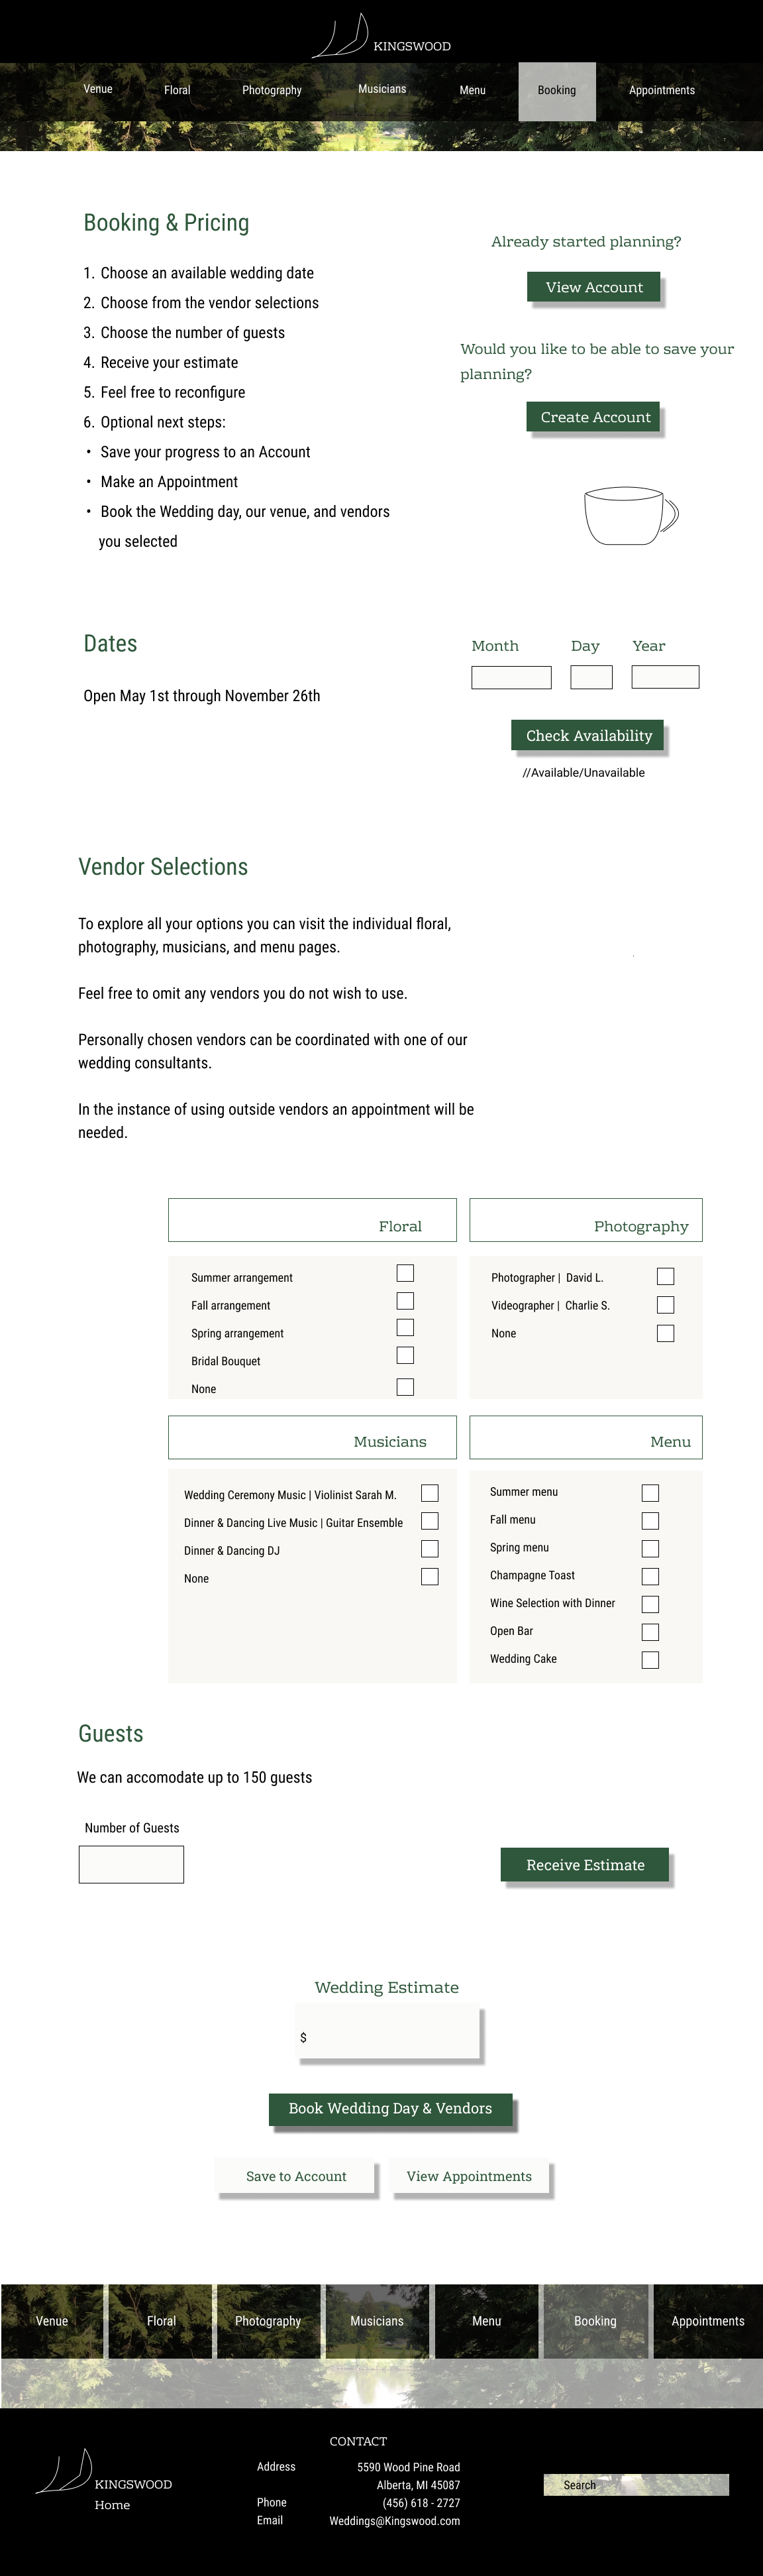 KINGSWOOD
Venue Floral Photography Musicians Menu Booking Appointments
Booking & Pricing
1. Choose an available wedding date
2. Choose from the vendor selections
3. Choose the number of guests
4. Receive your estimate
5. Feel free to reconfigure
6. Optional next steps:
• Save your progress to an Account
• Make an Appointment
• Book the Wedding day, our venue, and vendors
you selected
Already started planning?
View Account
Would you like to be able to save your
planning?
Create Account
Dates
Open May 1st through November 26th
Month Day Year
Check Availability
//Available/Unavailable
Vendor Selections
To explore all your options you can visit the individual floral,
photography, musicians, and menu pages.
Feel free to omit any vendors you do not wish to use.
Personally chosen vendors can be coordinated with one of our
wedding consultants.
In the instance of using outside vendors an appointment will be
needed.
Floral
Summer arrangement
Fall arrangement
Spring arrangement
Bridal Bouquet
None
Photography
Photographer | David L.
Videographer | Charlie S.
None
Musicians
Wedding Ceremony Music | Violinist Sarah M.
Dinner & Dancing Live Music | Guitar Ensemble
Dinner & Dancing DJ
None
Menu
Summer menu
Fall menu
Spring menu
Champagne Toast
Wine Selection with Dinner
Open Bar
Wedding Cake
Guests
We can accomodate up to 150 guests
Number of Guests
Receive Estimate
Wedding Estimate
$
Book Wedding Day & Vendors
Save to Account View Appointments
Venue Floral Photography Musicians Menu Booking Appointments
KINGSWOOD
Home
CONTACT
Address 5590 Wood Pine Road
Alberta, MI 45087
Phone (456) 618 - 2727
Email Weddings@Kingswood.com
Search